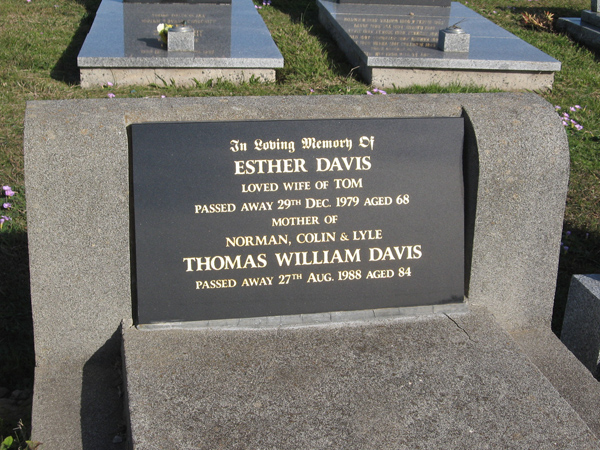 In Loving Memory Of
ESTHER DAVIS
LOVED WIFE OF TOM
PASSED AWAY 29TH DEC. 1979 AGED 68
MOTHER OF
NORMAN, COLIN & LYLE
THOMAS WILLIAM DAVIS
PASSED AWAY 27TH AUG. 1988 AGED 84